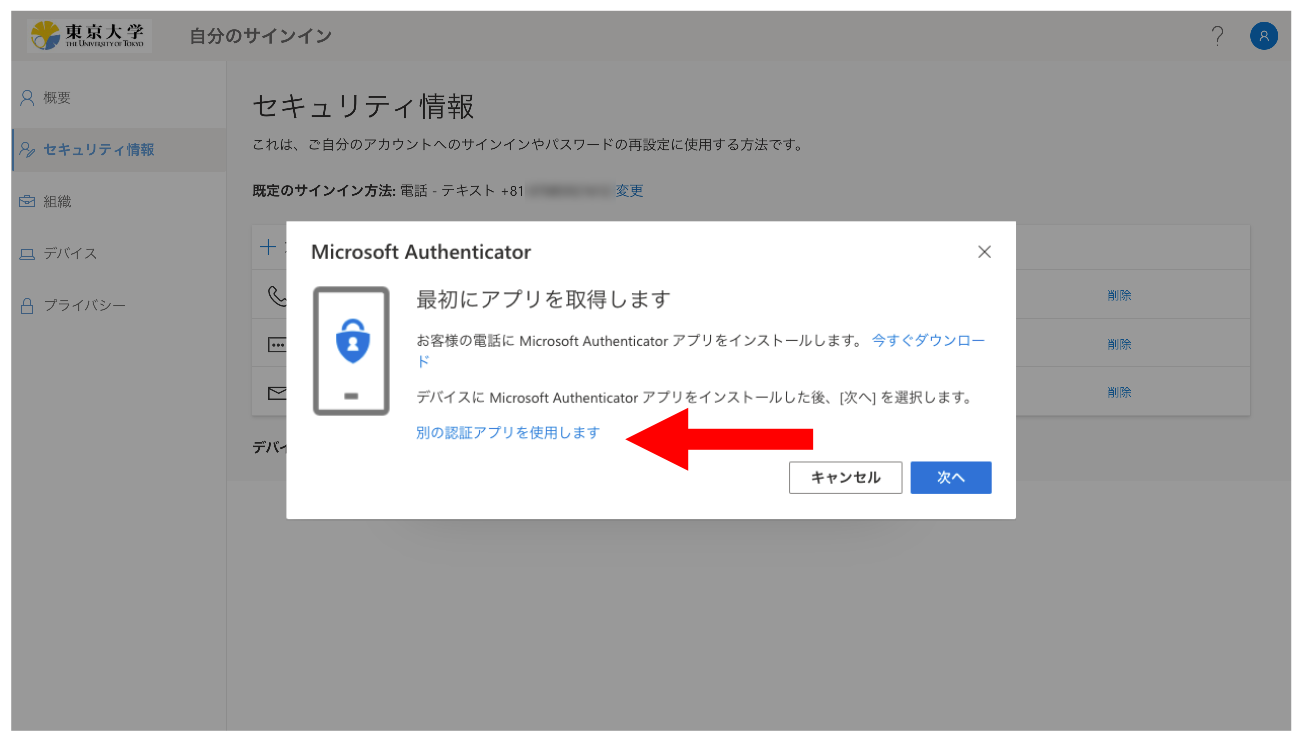 東京大学
THE UNIVERSITY OF TOKYO
自分のサインイン
?
概要
セキュリティ情報
組織
デバイス
プライバシー
セキュリティ情報
これは、ご自分のアカウントへのサインインやパスワードの再設定に使用する方法です。
既定のサインイン方法: 電話 - テキスト +81 変更
削除
削除
削除
デバイ
Microsoft Authenticator
最初にアプリを取得します
お客様の電話に Microsoft Authenticator アプリをインストールします。 今すぐダウンロー
ド
デバイスに Microsoft Authenticator アプリをインストールした後、[次へ] を選択します。
別の認証アプリを使用します
キャンセル
次へ